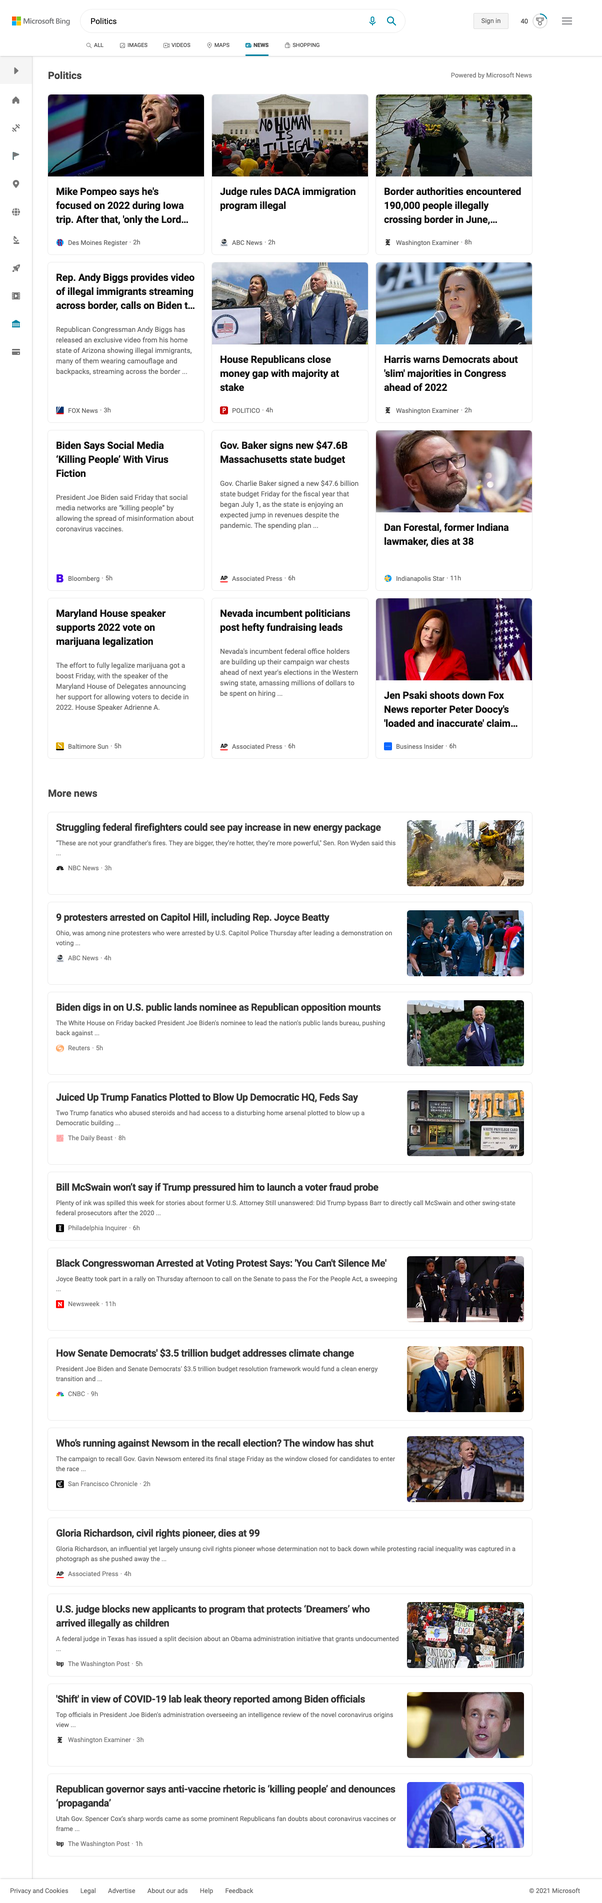 Microsoft Bing
Politics
Sign in
40
ALL
IMAGES
VIDEOS
MAPS
NEWS
SHOPPING
Politics
Powered by Microsoft News
Mike Pompeo says he's
focused on 2022 during Iowa
trip. After that, 'only the Lord...
Des Moines Register · 2h
NO HUMAN
IS
ILLEGAL
Judge rules DACA immigration
program illegal
ABC News · 2h
Border authorities encountered
190,000 people illegally
crossing border in June,...
Washington Examiner · 8h
Rep. Andy Biggs provides video
of illegal immigrants streaming
across border, calls on Biden t...
Republican Congressman Andy Biggs has
released an exclusive video from his home
state of Arizona showing illegal immigrants,
many of them wearing camouflage and
backpacks, streaming across the border ...
FOX News · 3h
House Republicans close
money gap with majority at
stake
POLITICO · 4h
Harris warns Democrats about
'slim' majorities in Congress
ahead of 2022
Washington Examiner · 2h
Biden Says Social Media
‘Killing People’ With Virus
Fiction
President Joe Biden said Friday that social
media networks are “killing people” by
allowing the spread of misinformation about
coronavirus vaccines.
Bloomberg · 5h
Gov. Baker signs new $47.6B
Massachusetts state budget
Gov. Charlie Baker signed a new $47.6 billion
state budget Friday for the fiscal year that
began July 1, as the state is enjoying an
expected jump in revenues despite the
pandemic. The spending plan ...
Associated Press · 6h
Dan Forestal, former Indiana
lawmaker, dies at 38
Indianapolis Star · 11h
Maryland House speaker
supports 2022 vote on
marijuana legalization
The effort to fully legalize marijuana got a
boost Friday, with the speaker of the
Maryland House of Delegates announcing
her support for allowing voters to decide in
2022. House Speaker Adrienne A.
Baltimore Sun · 5h
Nevada incumbent politicians
post hefty fundraising leads
Nevada's incumbent federal office holders
are building up their campaign war chests
ahead of next year's elections in the Western
swing state, amassing millions of dollars to
be spent on hiring ...
Associated Press · 6h
Jen Psaki shoots down Fox
News reporter Peter Doocy's
'loaded and inaccurate' claim...
Business Insider · 6h
More news
Struggling federal firefighters could see pay increase in new energy package
“These are not your grandfather's fires. They are bigger, they're hotter, they're more powerful,” Sen. Ron Wyden said this
...
NBC News · 3h
9 protesters arrested on Capitol Hill, including Rep. Joyce Beatty
Ohio, was among nine protesters who were arrested by U.S. Capitol Police Thursday after leading a demonstration on
voting ...
ABC News · 4h
Biden digs in on U.S. public lands nominee as Republican opposition mounts
The White House on Friday backed President Joe Biden's nominee to lead the nation's public lands bureau, pushing
back against ...
Reuters · 5h
Juiced Up Trump Fanatics Plotted to Blow Up Democratic HQ, Feds Say
Two Trump fanatics who abused steroids and had access to a disturbing home arsenal plotted to blow up a
Democratic building ...
The Daily Beast · 8h
Bill McSwain won’t say if Trump pressured him to launch a voter fraud probe
Plenty of ink was spilled this week for stories about former U.S. Attorney Still unanswered: Did Trump bypass Barr to directly call McSwain and other swing-state
federal prosecutors after the 2020 ...
Philadelphia Inquirer · 6h
Black Congresswoman Arrested at Voting Protest Says: 'You Can't Silence Me'
Joyce Beatty took part in a rally on Thursday afternoon to call on the Senate to pass the For the People Act, a sweeping
...
Newsweek · 11h
How Senate Democrats' $3.5 trillion budget addresses climate change
President Joe Biden and Senate Democrats' $3.5 trillion budget resolution framework would fund a clean energy
transition and ...
CNBC · 9h
Who's running against Newsom in the recall election? The window has shut
The campaign to recall Gov. Gavin Newsom entered its final stage Friday as the window closed for candidates to enter
the race ...
San Francisco Chronicle · 2h
Gloria Richardson, civil rights pioneer, dies at 99
Gloria Richardson, an influential yet largely unsung civil rights pioneer whose determination not to back down while protesting racial inequality was captured in a
photograph as she pushed away the ...
Associated Press · 4h
U.S. judge blocks new applicants to program that protects ‘Dreamers’ who
arrived illegally as children
A federal judge in Texas has issued a split decision about an Obama administration initiative that grants undocumented
...
The Washington Post · 5h
'Shift' in view of COVID-19 lab leak theory reported among Biden officials
Top officials in President Joe Biden's administration overseeing an intelligence review of the novel coronavirus origins
view ...
Washington Examiner · 3h
Republican governor says anti-vaccine rhetoric is ‘killing people’ and denounces
‘propaganda’
Utah Gov. Spencer Cox's sharp words came as some prominent Republicans fan doubts about coronavirus vaccines or
frame ...
The Washington Post · 1h
Privacy and Cookies
Legal
Advertise
About our ads
Help
Feedback
© 2021 Microsoft